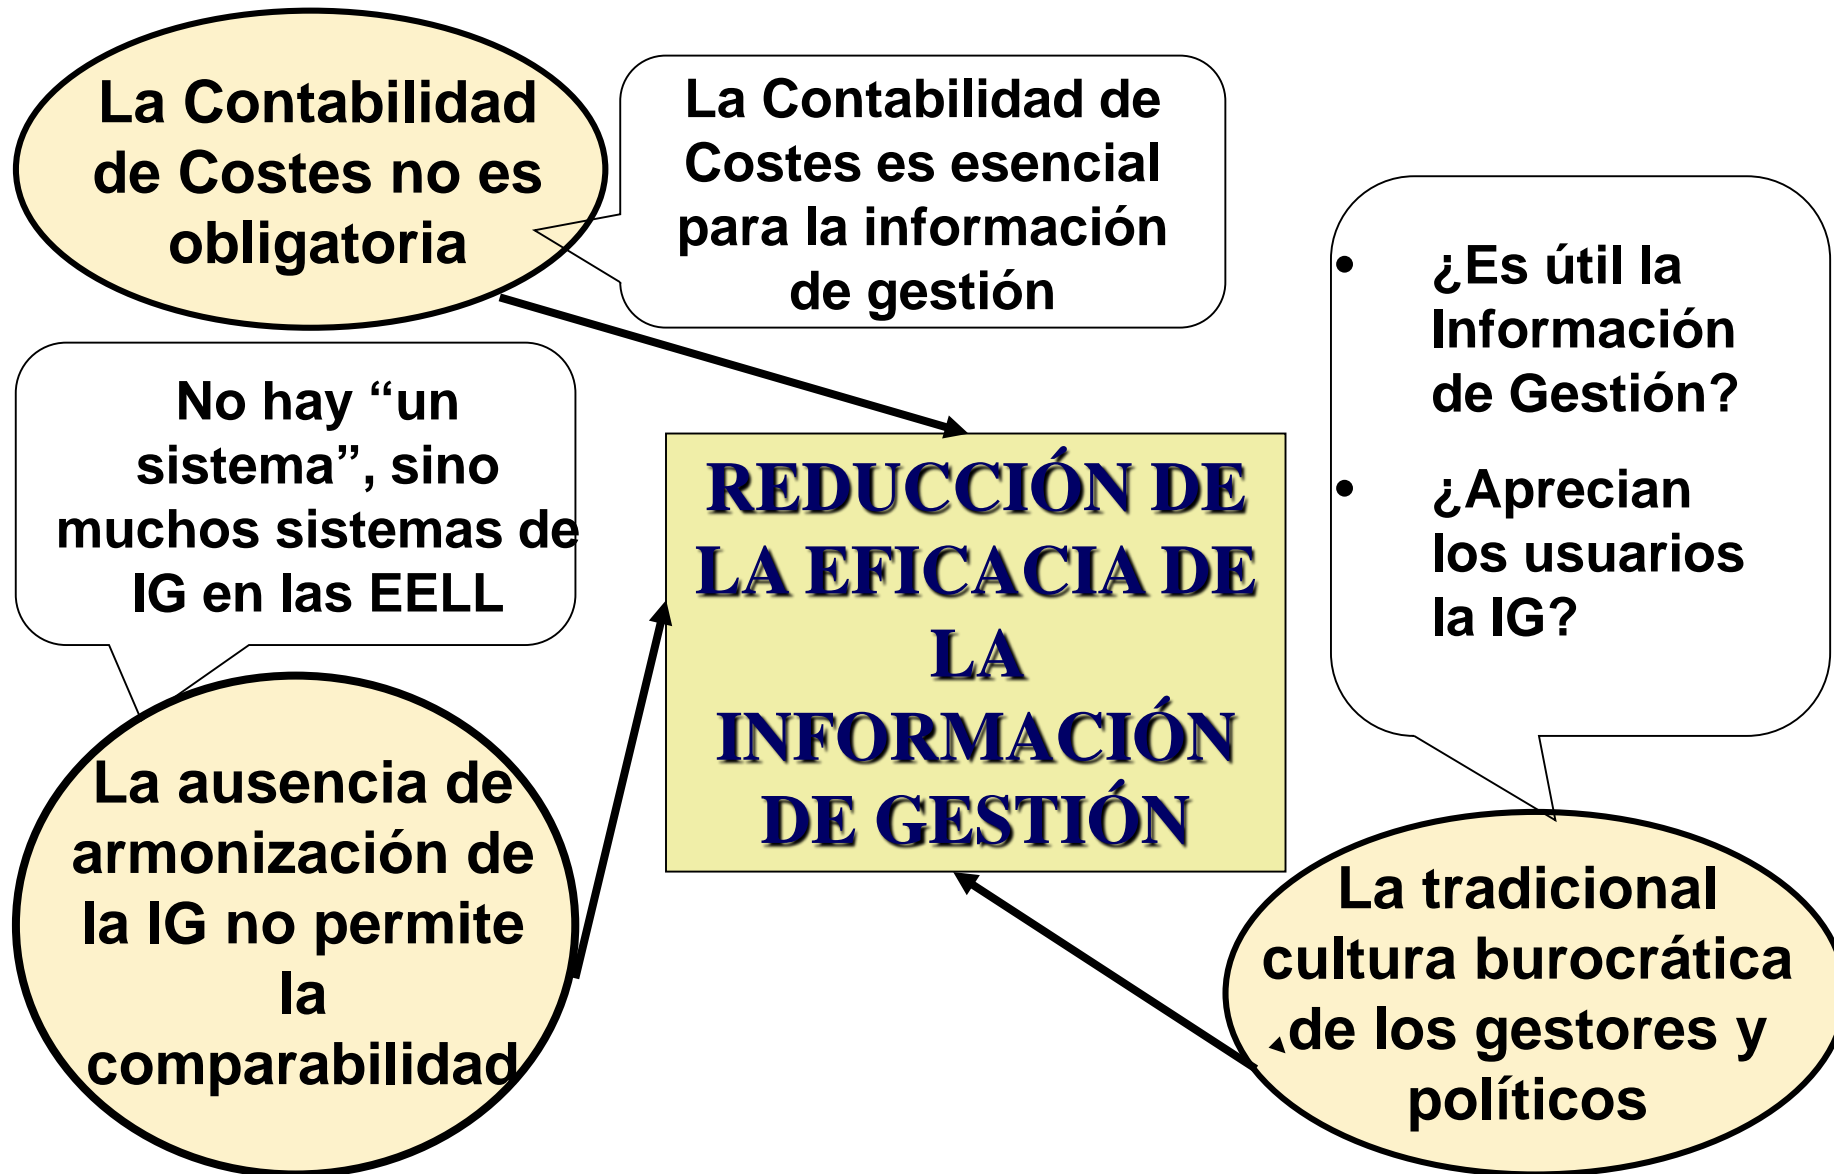 La Contabilidad
de Costes no es
obligatoria
La Contabilidad de
Costes es esencial
para la información
de gestión
No hay “un
sistema”, sino
muchos sistemas de
IG en las EELL
REDUCCIÓN DE
LA EFICACIA DE
LA
INFORMACIÓN
DE GESTIÓN
• ¿Es útil la
Información
de Gestión?
• ¿Aprecian
los usuarios
la IG?
La ausencia de
armonización de
la IG no permite
la
comparabilidad
La tradicional
cultura burocrática
de los gestores y
políticos